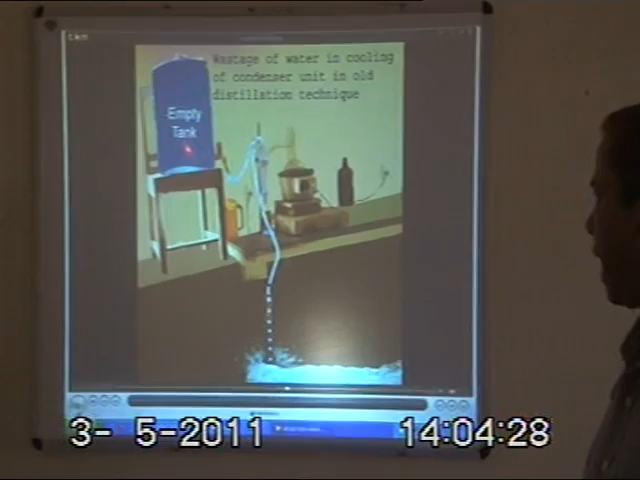 Wastage of water in cooling
of condenser unit in old
distillation technique
Empty
Tank
3- 5-2011
14:04:28